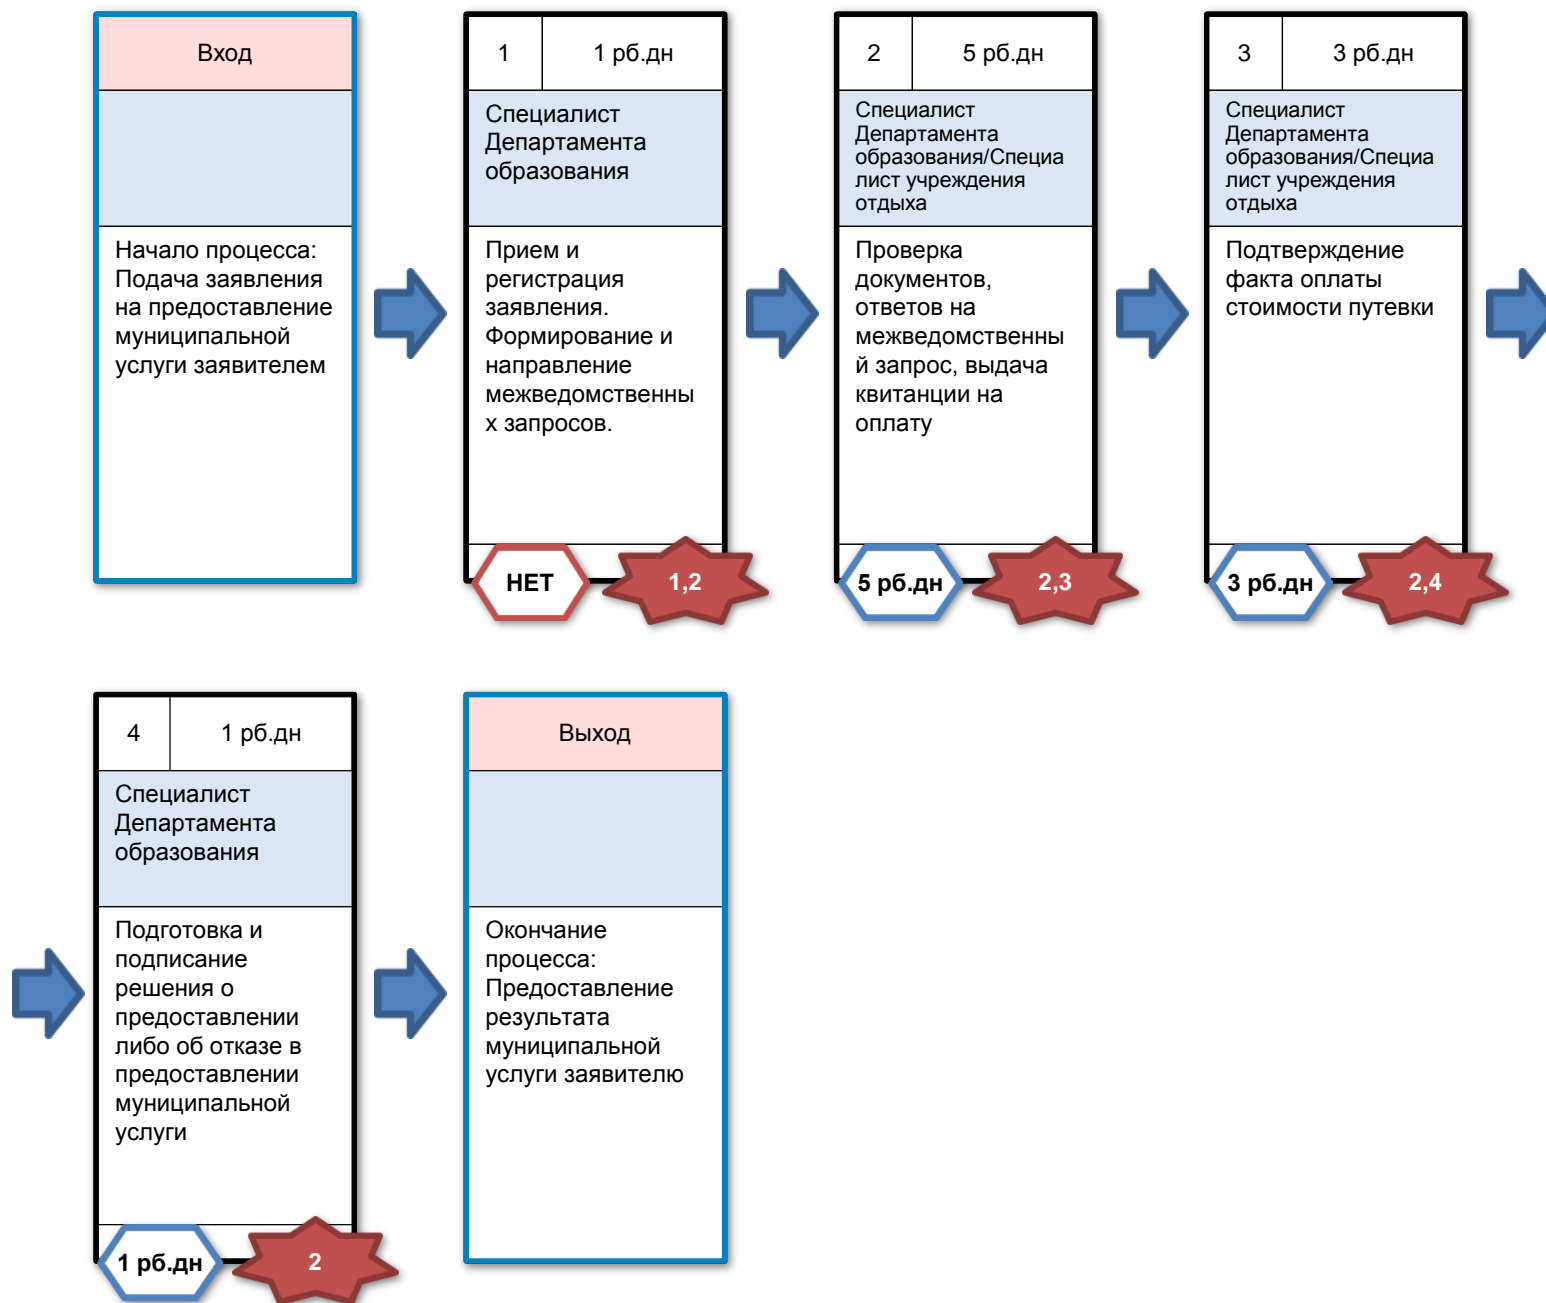 Вход
Начало процесса:
Подача заявления
на предоставление
муниципальной
услуги заявителем
1
1 рб.дн
Специалист
Департамента
образования
Прием и
регистрация
заявления.
Формирование и
направление
межведомственны
х запросов.
НЕТ
1,2
2
5 рб.дн
Специалист
Департамента
образования/Специа
лист учреждения
отдыха
Проверка
документов,
ответов на
межведомственны
й запрос, выдача
квитанции на
оплату
5 рб.дн
2,3
3
3 рб.дн
Специалист
Департамента
образования/Специа
лист учреждения
отдыха
Подтверждение
факта оплаты
стоимости путевки
3 рб.дн
2,4
4
1 рб.дн
Специалист
Департамента
образования
Подготовка и
подписание
решения о
предоставлении
либо об отказе в
предоставлении
муниципальной
услуги
1 рб.дн
2
Выход
Окончание
процесса:
Предоставление
результата
муниципальной
услуги заявителю